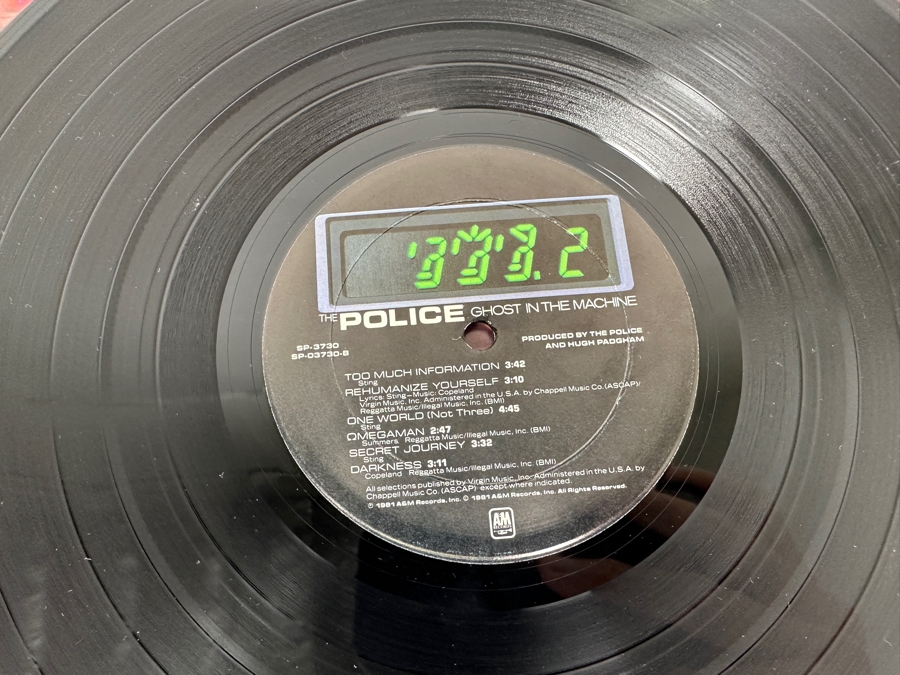 .2
THE POLICE GHOST IN THE MACHINE
SP-3730
SP-03730-B
PRODUCED BY THE POLICE
AND HUGH PADGHAM
TOO MUCH INFORMATION 3:42
Sting
REHUMANIZE YOURSELF 3:10
Lyrics: Sting—Music: Copeland
Virgin Music, Inc. Administered in the U.S.A. by Chappell Music Co. (ASCAP)/
Reggatta Music/Illegal Music, Inc. (BMI)
ONE WORLD (Not Three) 4:45
Sting
ΩMEGAMAN 2:47
Summers Reggatta Music/Illegal Music, Inc. (BMI)
SECRET JOURNEY 3:32
Sting
DARKNESS 3:11
Copeland Reggatta Music/Illegal Music, Inc. (BMI)
All selections published by Virgin Music, Inc. Administered in the U.S.A. by
Chappell Music Co. (ASCAP) except where indicated.
℗ 1981 A&M Records, Inc. © 1981 A&M Records, Inc. All Rights Reserved.
A&M